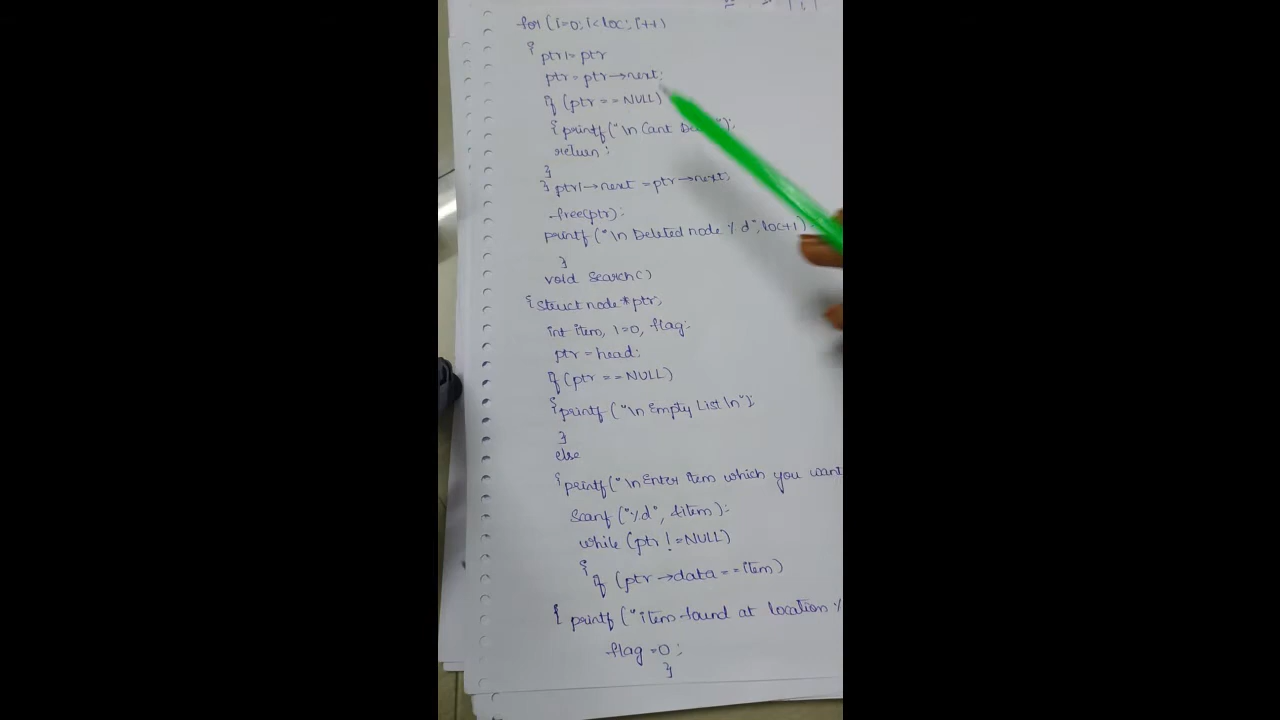 for (i=0; i<loc; i++)
{ ptr1= ptr
ptr = ptr→next;
if (ptr == NULL)
{ printf("\n Cant
return;
}
} ptr1→next = ptr→next;
free(ptr);
printf ("\n Deleted node %d", loc+1)
}
void Search()
{ struct node *ptr;
int item, i=0, flag;
ptr = head;
if (ptr == NULL)
{ printf ("\n Empty List \n");
}
else
{ printf ("\n Enter item which you want
Scanf ("%d", &item);
while (ptr != NULL)
{ if (ptr →data == item)
{ printf ("item found at location %
flag = 0;
}